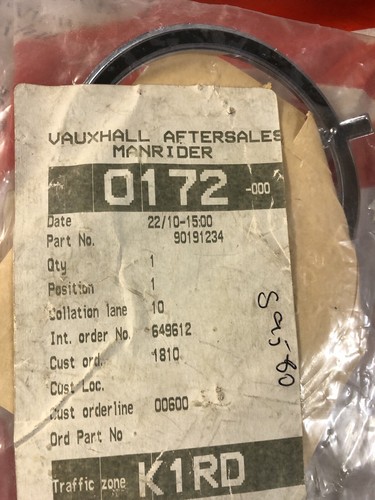 VAUXHALL AFTERSALES
MANRIDER
0172 -000
Date 22/10-15:00
Part No. 90191234
Qty 1
Position 1
Collation lane 10
Int. order No. 649612
Cust ord. 1810
Cust Loc.
Cust orderline 00600
Ord Part No
Traffic zone K1RD